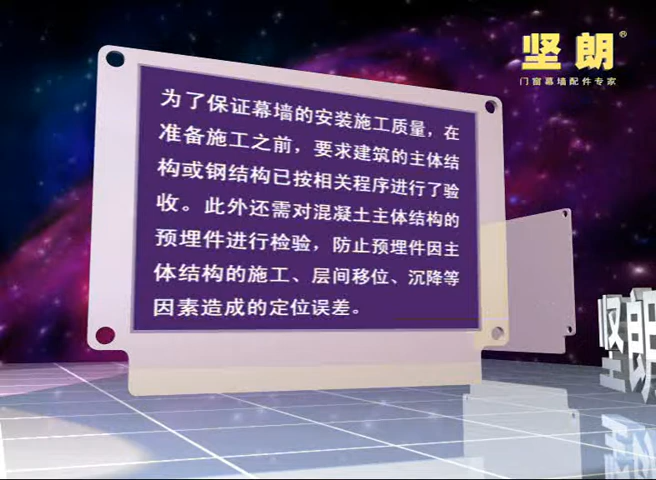 坚朗®
门窗幕墙配件专家
为了保证幕墙的安装施工质量，在
准备施工之前，要求建筑的主体结
构或钢结构已按相关程序进行了验
收。此外还需对混凝土主体结构的
预埋件进行检验，防止预埋件因主
体结构的施工、层间移位、沉降等
因素造成的定位误差。
坚朗